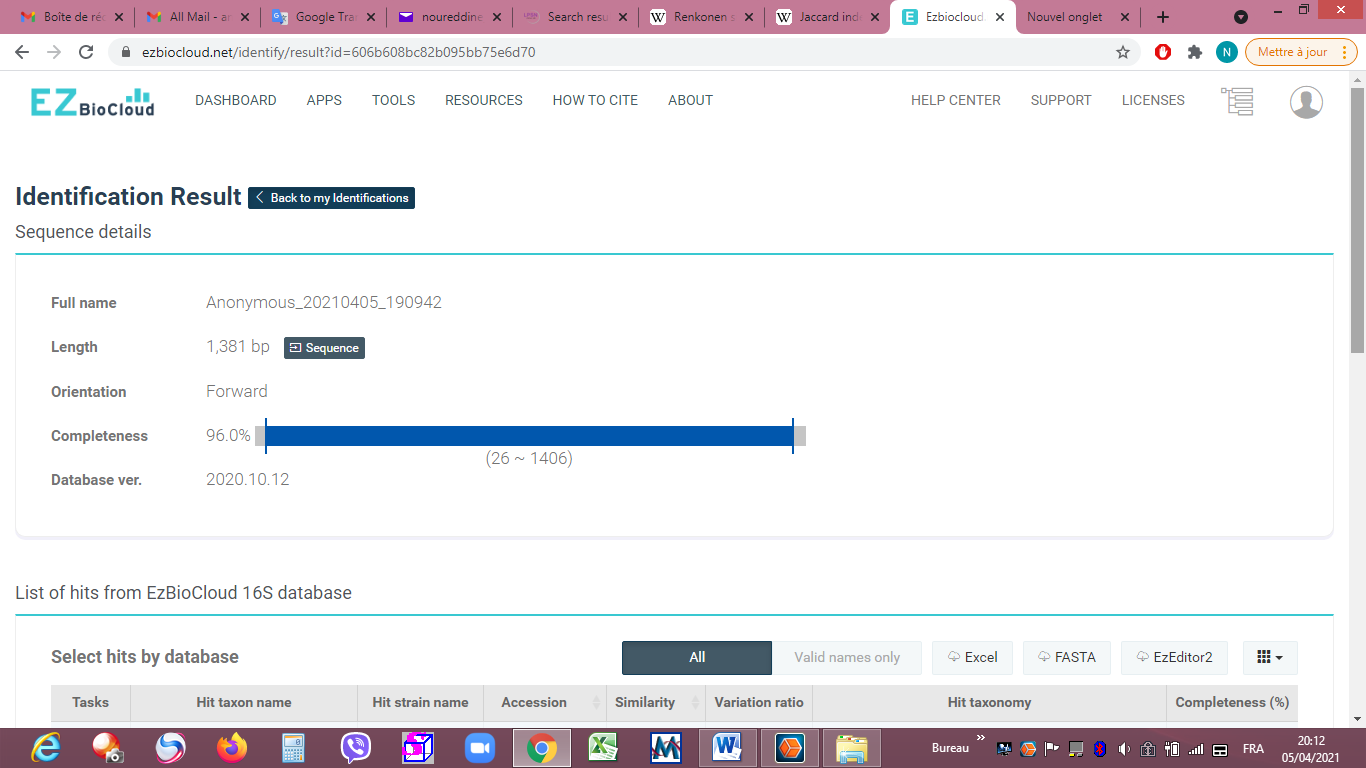 Boîte de réc
All Mail - ar
Google Tra
noureddine
Search resu
Renkonen s
Jaccard inde
Ezbiocloud.
Nouvel onglet
ezbiocloud.net/identify/result?id=606b608bc82b095bb75e6d70
N
Mettre à jour
EZ BioCloud
DASHBOARD APPS TOOLS RESOURCES HOW TO CITE ABOUT HELP CENTER SUPPORT LICENSES
Identification Result Back to my Identifications
Sequence details
Full name Anonymous_20210405_190942
Length 1,381 bp Sequence
Orientation Forward
Completeness 96.0%
(26 ~ 1406)
Database ver. 2020.10.12
List of hits from EzBioCloud 16S database
Select hits by database All Valid names only Excel FASTA EzEditor2
Tasks Hit taxon name Hit strain name Accession Similarity Variation ratio Hit taxonomy Completeness (%)
Bureau » FRA 20:12
05/04/2021